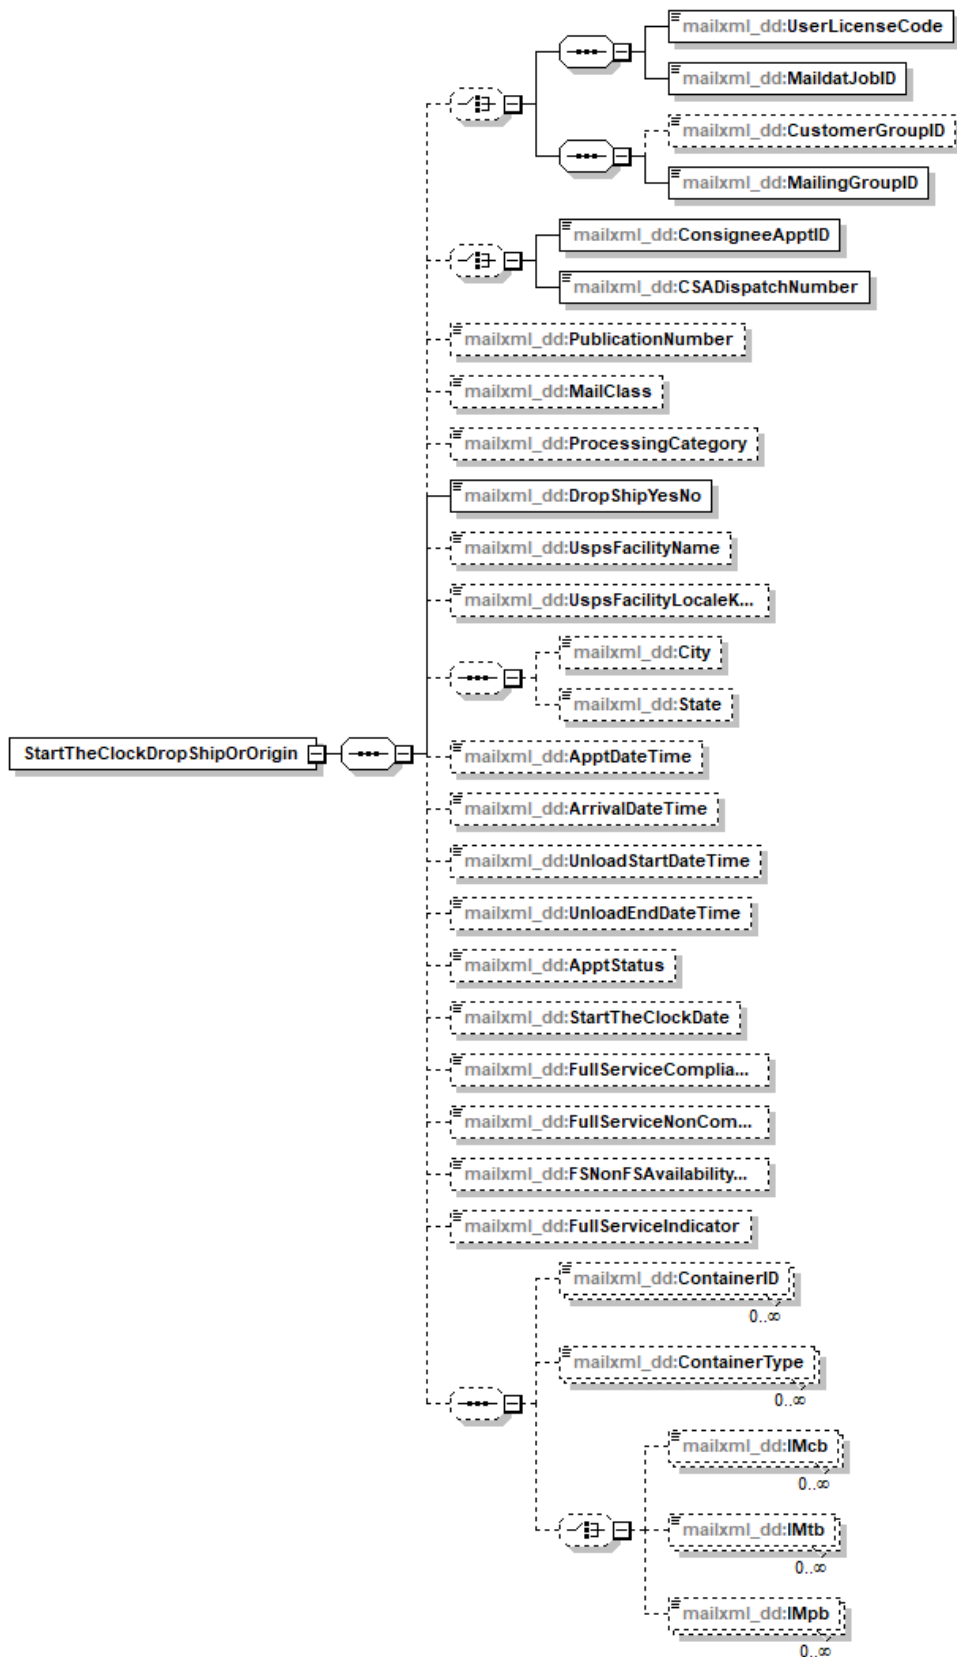 mailxml_dd:UserLicenseCode
mailxml_dd:MaildatJobID
mailxml_dd:CustomerGroupID
mailxml_dd:MailingGroupID
mailxml_dd:ConsigneeApptID
mailxml_dd:CSADispatchNumber
mailxml_dd:PublicationNumber
mailxml_dd:MailClass
mailxml_dd:ProcessingCategory
mailxml_dd:DropShipYesNo
mailxml_dd:UspsFacilityName
mailxml_dd:UspsFacilityLocaleK...
mailxml_dd:City
mailxml_dd:State
StartTheClockDropShipOrOrigin
mailxml_dd:ApptDateTime
mailxml_dd:ArrivalDateTime
mailxml_dd:UnloadStartDateTime
mailxml_dd:UnloadEndDateTime
mailxml_dd:ApptStatus
mailxml_dd:StartTheClockDate
mailxml_dd:FullServiceComplia...
mailxml_dd:FullServiceNonCom...
mailxml_dd:FSNonFSAvailability...
mailxml_dd:FullServiceIndicator
mailxml_dd:ContainerID
0..∞
mailxml_dd:ContainerType
0..∞
mailxml_dd:IMcb
0..∞
mailxml_dd:IMtb
0..∞
mailxml_dd:IMpb
0..∞